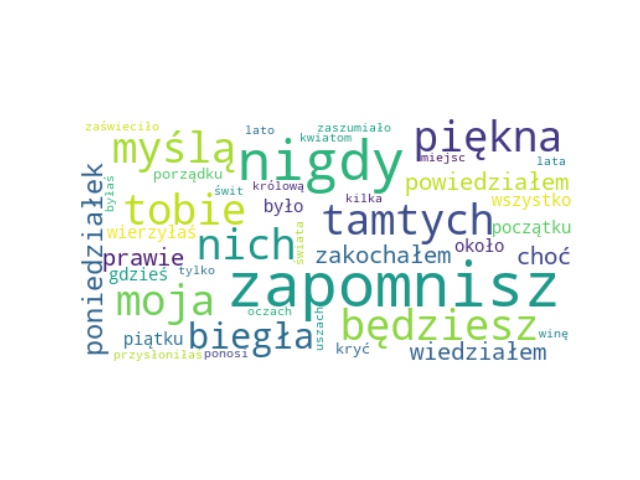 zaświeciło
lato
zaszumiało
kwiatom
piękna
myślą
nigdy
miejsc
lata
porządku
królową
powiedziałem
poniedziałek
byłaś
świt
tobie
było
kilka
wszystko
tamtych
wierzyłaś
nich
świata
początku
prawie
zakochałem
około
choć
gdzieś
tylko
zapomnisz
moja
oczach
uszach
będziesz
piątku
biegła
winę
przysłoniłaś
ponosi
kryć
wiedziałem